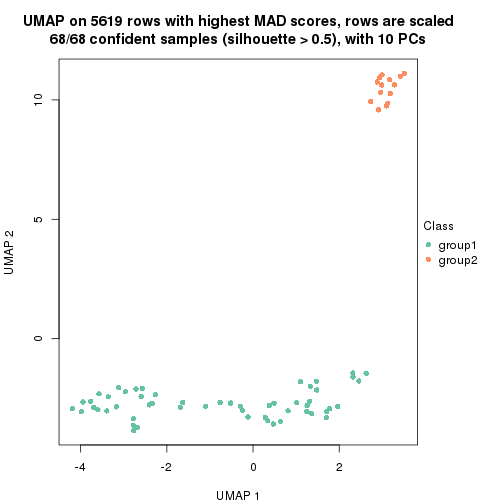 UMAP on 5619 rows with highest MAD scores, rows are scaled
68/68 confident samples (silhouette > 0.5), with 10 PCs
10
5
0
UMAP 2
-4
-2
0
2
UMAP 1
Class
group1
group2